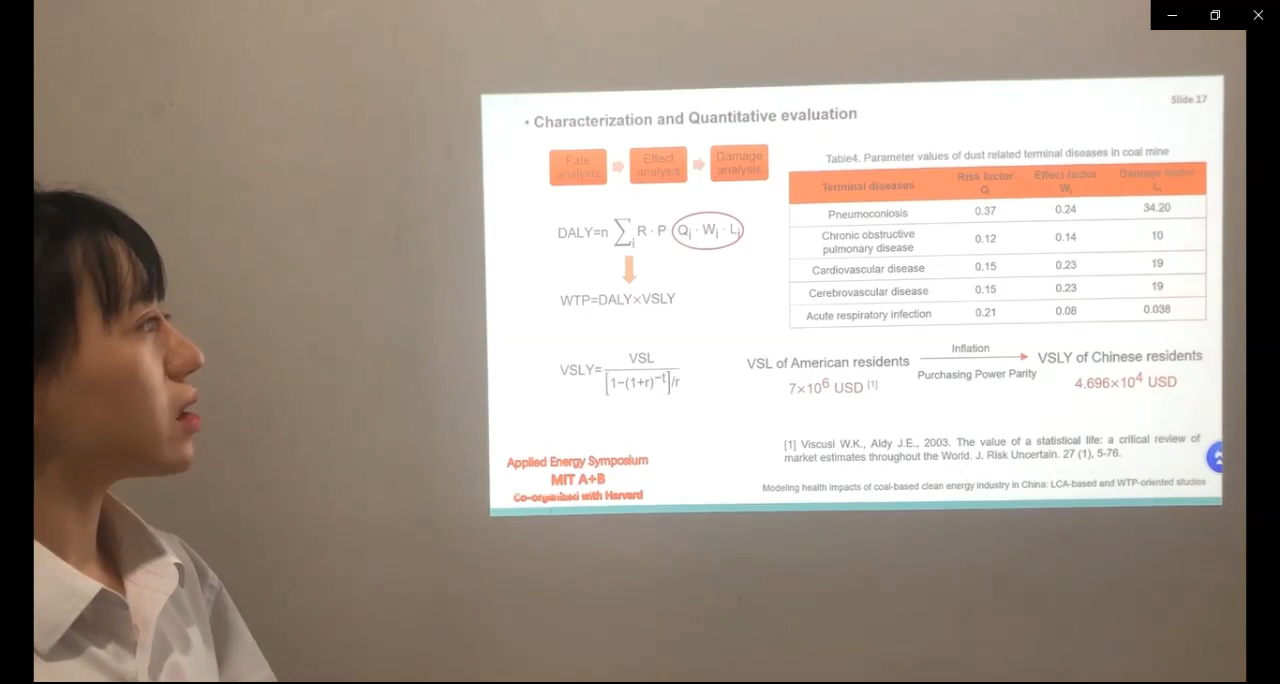 Slide 17
• Characterization and Quantitative evaluation
Fate
analysis
Effect
analysis
Damage
analysis
DALY=n ∑i R · P Qi · Wi · Li
WTP=DALY×VSLY
VSLY= VSL / [1−(1+r)^−t]/r
Table4. Parameter values of dust related terminal diseases in coal mine
Terminal diseases Risk factor Qi Effect factor Wi Damage factor Li
Pneumoconiosis 0.37 0.24 34.20
Chronic obstructive
pulmonary disease 0.12 0.14 10
Cardiovascular disease 0.15 0.23 19
Cerebrovascular disease 0.15 0.23 19
Acute respiratory infection 0.21 0.08 0.038
VSL of American residents
7×10^6 USD [1]
Inflation
Purchasing Power Parity
VSLY of Chinese residents
4.696×10^4 USD
[1] Viscusi W.K., Aldy J.E., 2003. The value of a statistical life: a critical review of
market estimates throughout the World. J. Risk Uncertain. 27 (1), 5-76.
Applied Energy Symposium
MIT A+B
Co-organized with Harvard
Modeling health impacts of coal-based clean energy industry in China: LCA-based and WTP-oriented studies